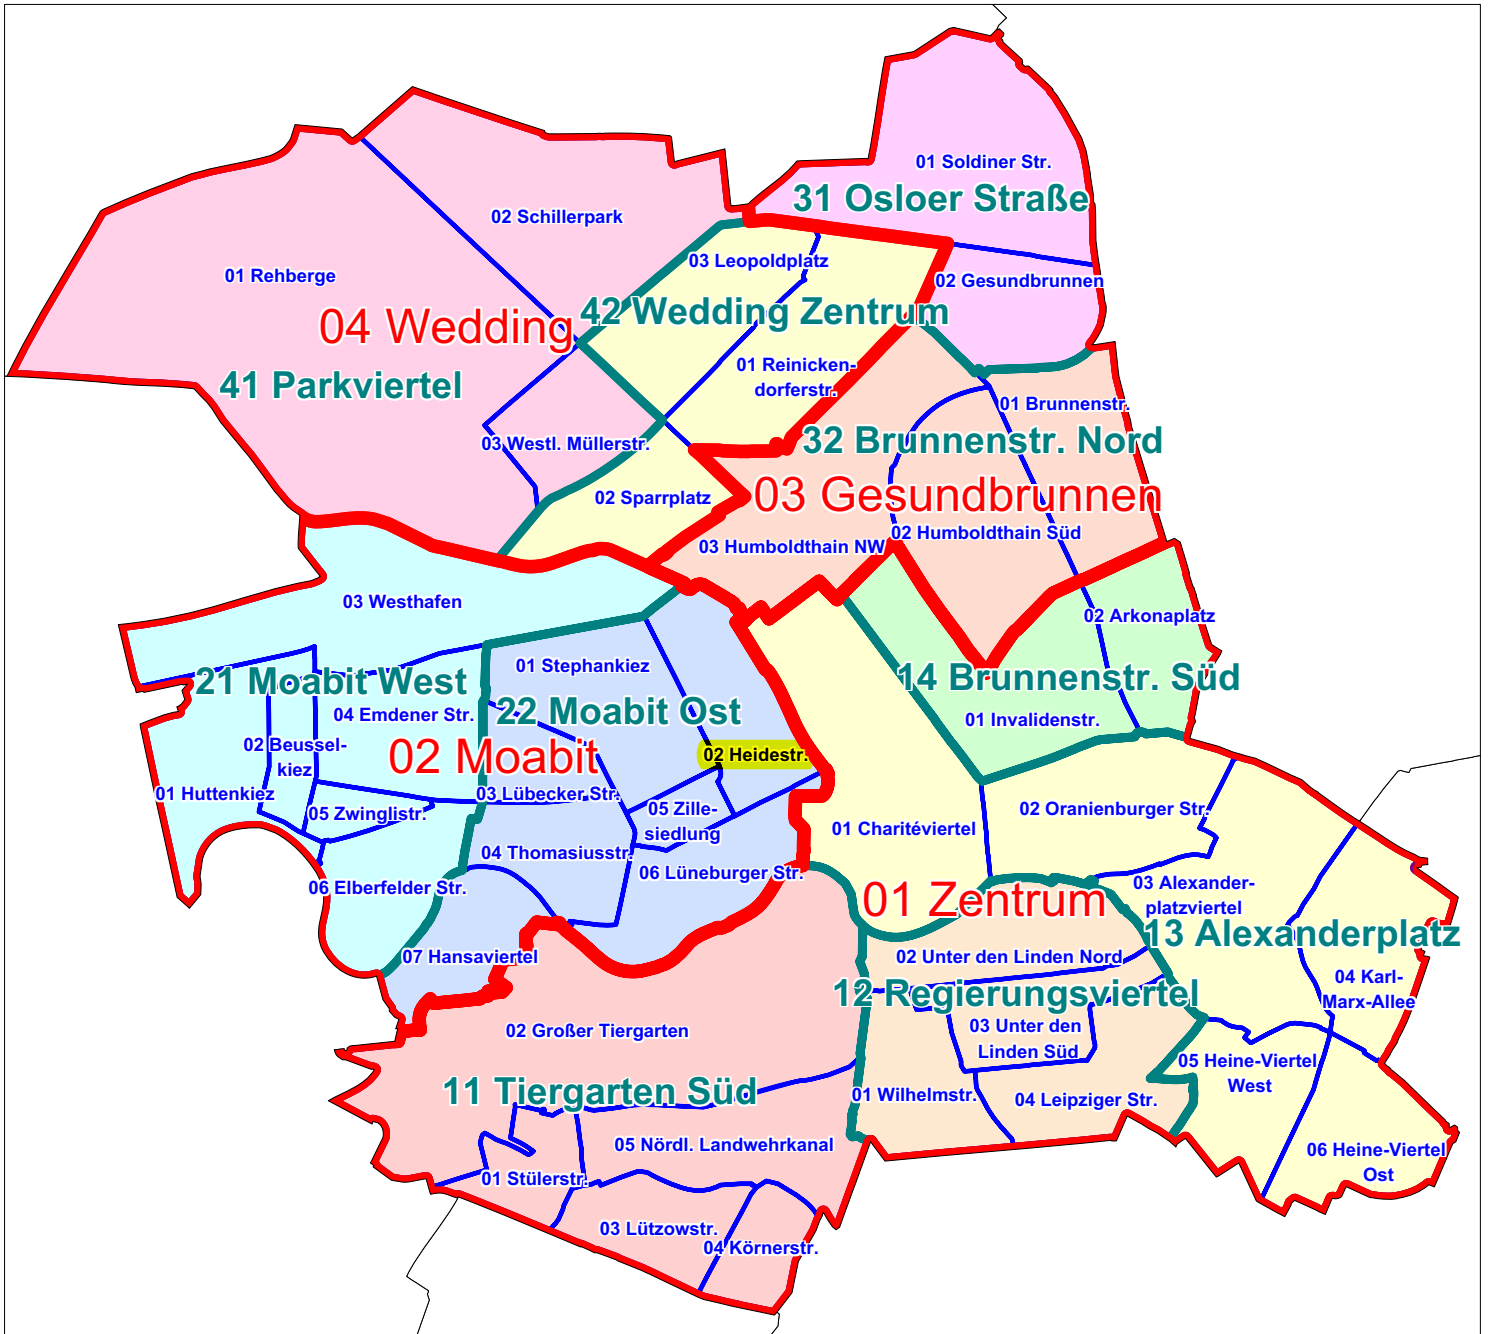 01 Soldiner Str.
31 Osloer Straße
02 Schillerpark
03 Leopoldplatz
01 Rehberge
02 Gesundbrunnen
04 Wedding
42 Wedding Zentrum
01 Reinicken-
dorferstr.
41 Parkviertel
01 Brunnenstr.
03 Westl. Müllerstr.
32 Brunnenstr. Nord
02 Sparrplatz
03 Gesundbrunnen
03 Humboldthain NW
02 Humboldthain Süd
03 Westhafen
02 Arkonaplatz
01 Stephankiez
21 Moabit West
14 Brunnenstr. Süd
04 Emdener Str.
22 Moabit Ost
01 Invalidenstr.
02 Beussel-
kiez
02 Moabit
02 Heidestr.
01 Huttenkiez
03 Lübecker Str.
05 Zwinglistr.
05 Zille-
siedlung
02 Oranienburger Str.
01 Charitéviertel
04 Thomasiusstr.
06 Lüneburger Str.
06 Elberfelder Str.
03 Alexander-
platzviertel
01 Zentrum
13 Alexanderplatz
07 Hansaviertel
02 Unter den Linden Nord
04 Karl-
Marx-Allee
12 Regierungsviertel
02 Großer Tiergarten
03 Unter den
Linden Süd
05 Heine-Viertel
West
11 Tiergarten Süd
01 Wilhelmstr.
04 Leipziger Str.
05 Nördl. Landwehrkanal
06 Heine-Viertel
Ost
01 Stülerstr.
03 Lützowstr.
04 Körnerstr.